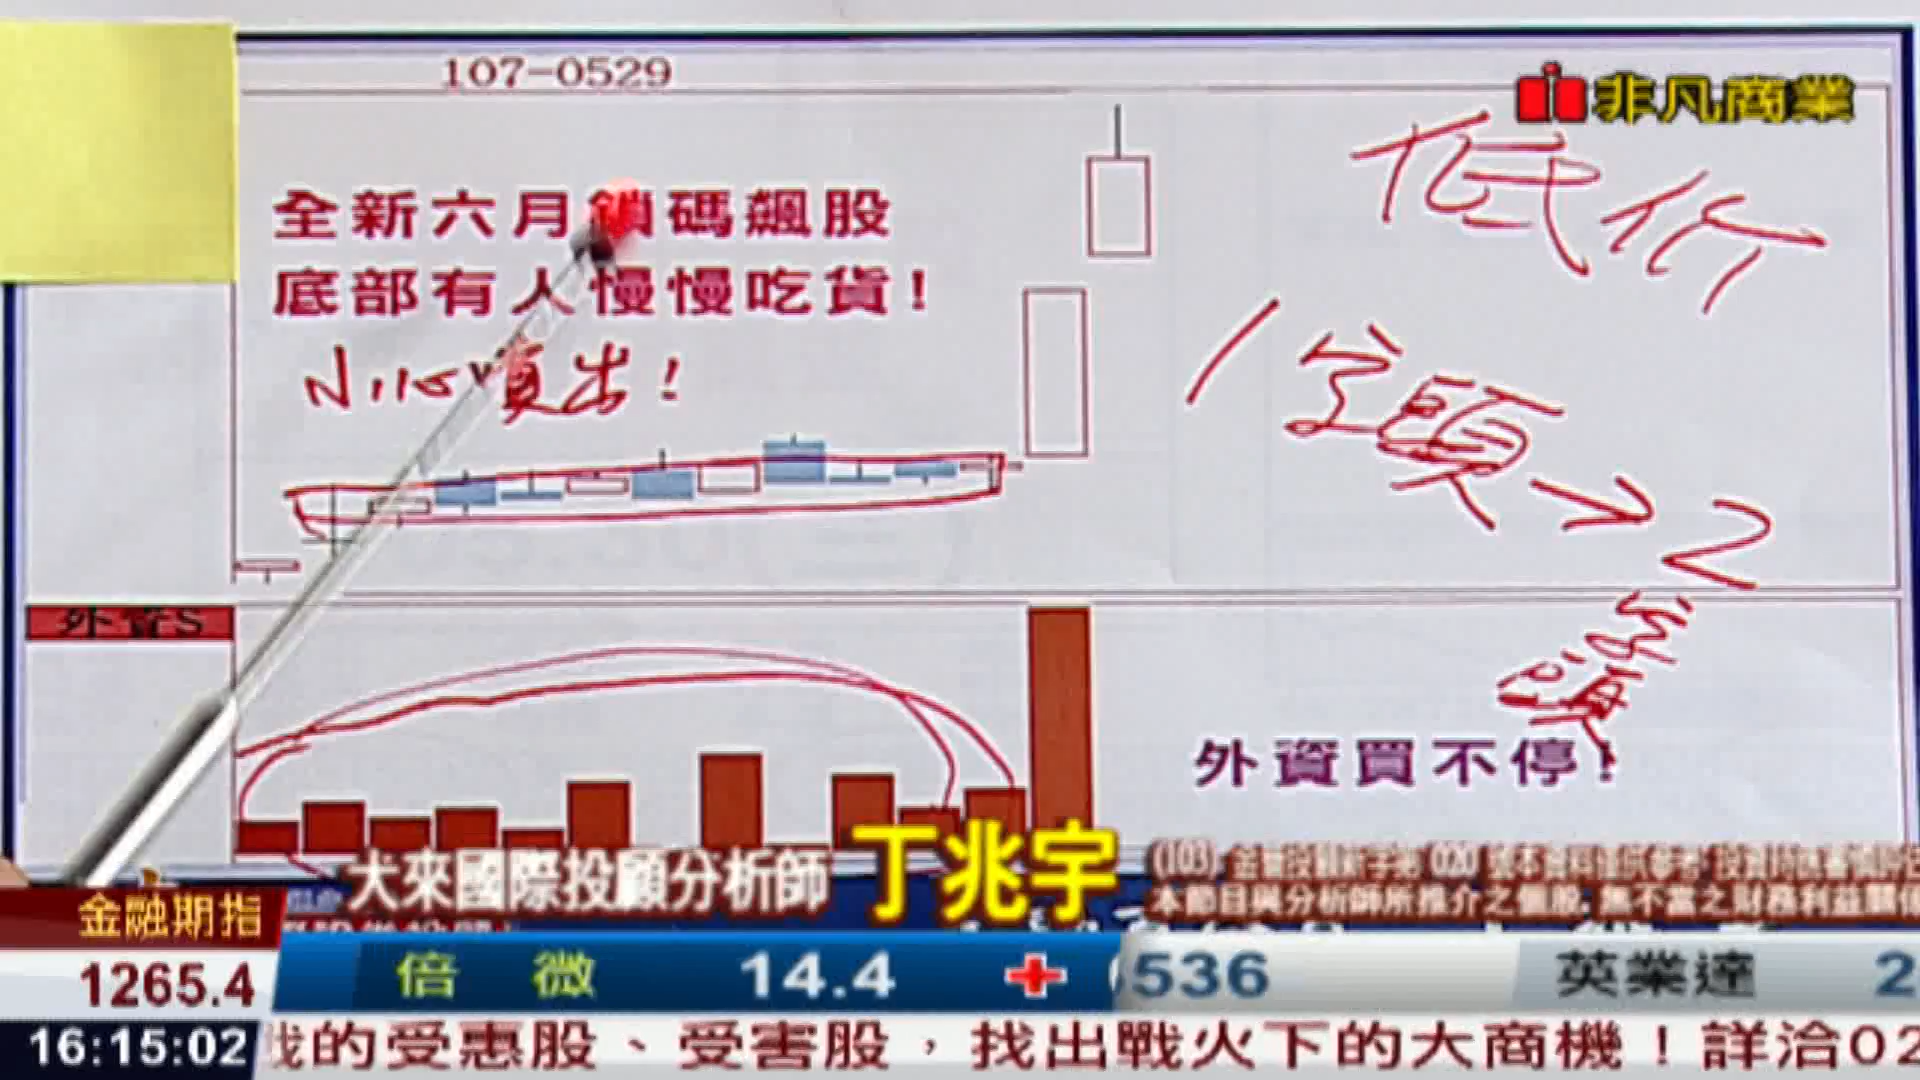 107-0529
非凡商業
低价
全新六月鎖碼飆股
底部有人慢慢吃貨！
1字頭→2
字
頭
外資S
外資買不停！
大來國際投顧分析師 丁兆宇
本節目與分析師所推介之個股 無不當之財務利益關係
金融期指
1265.4
倍微 14.4
536 英業達 2
16:15:02
我的受惠股、受害股，找出戰火下的大商機！詳洽02